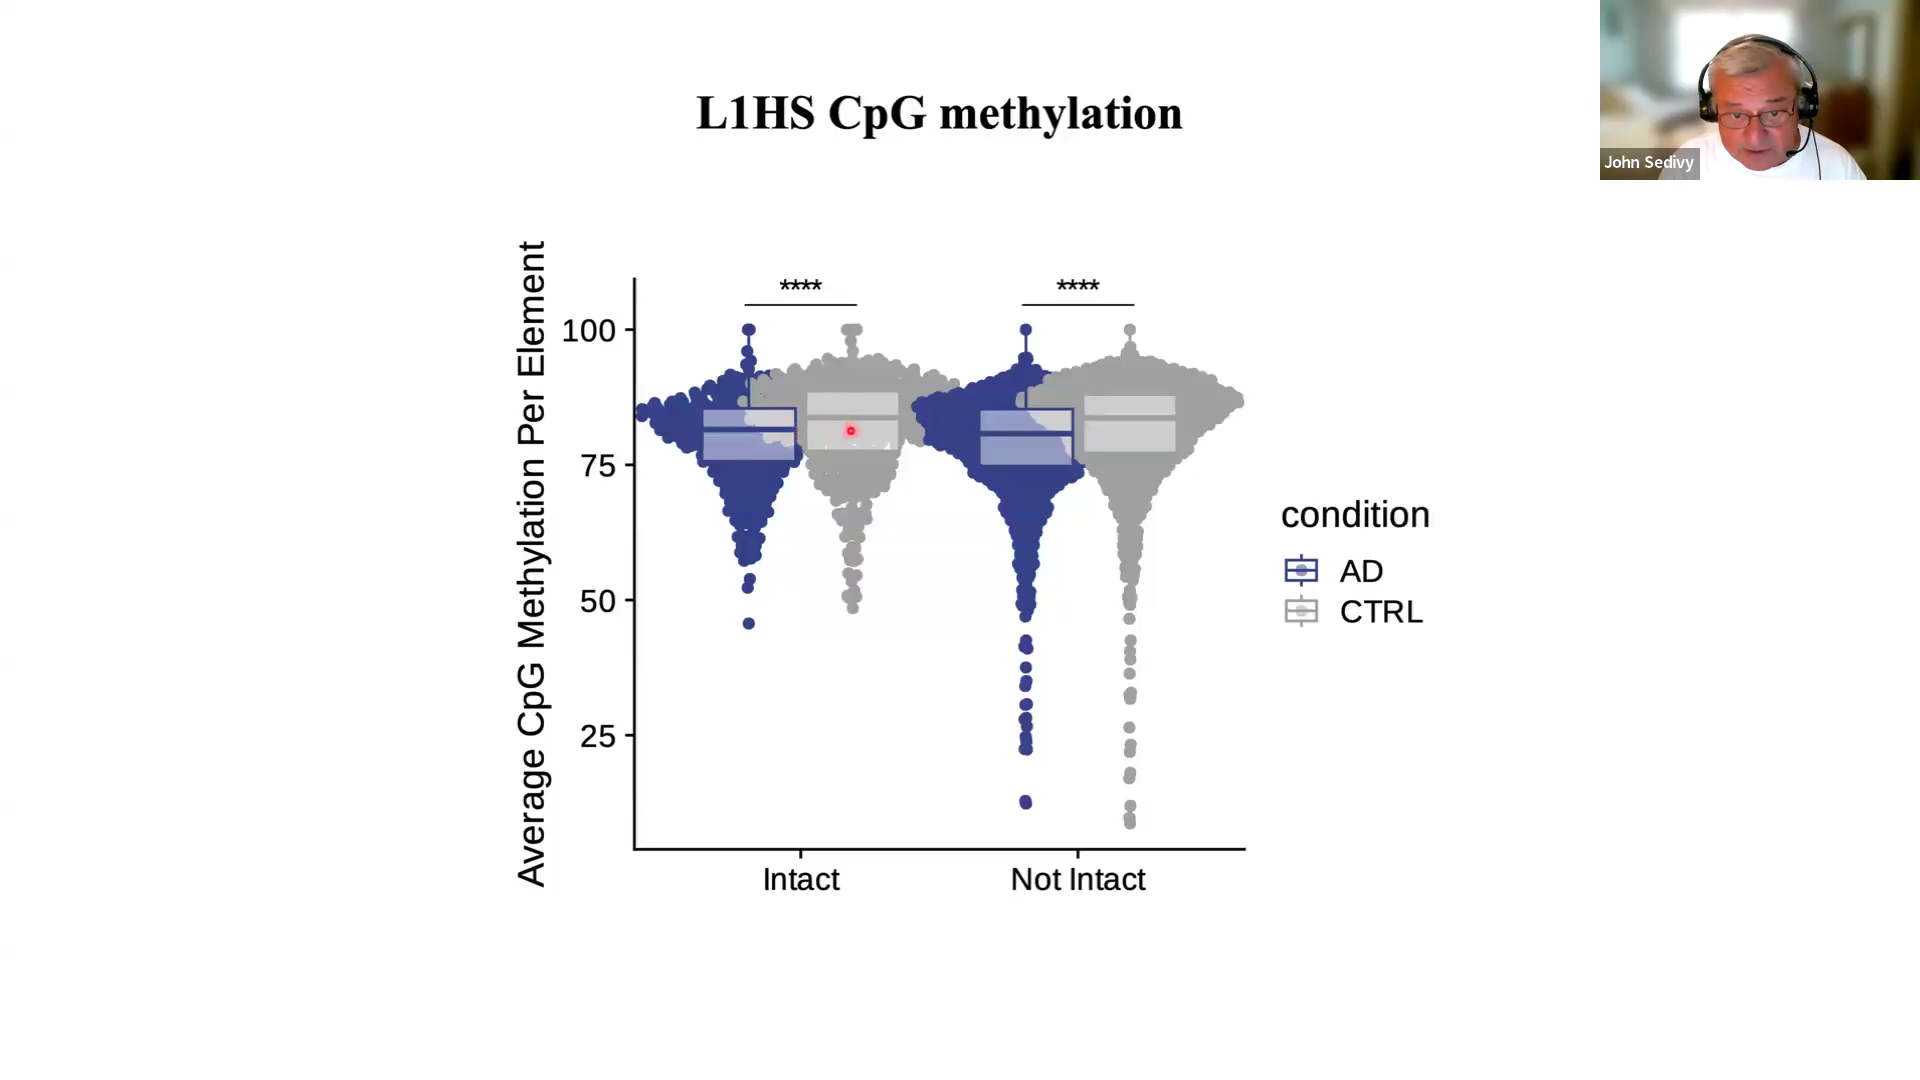 L1HS CpG methylation
John Sedivy
Average CpG Methylation Per Element
**** ****
100
75
50
25
Intact Not Intact
condition
AD
CTRL